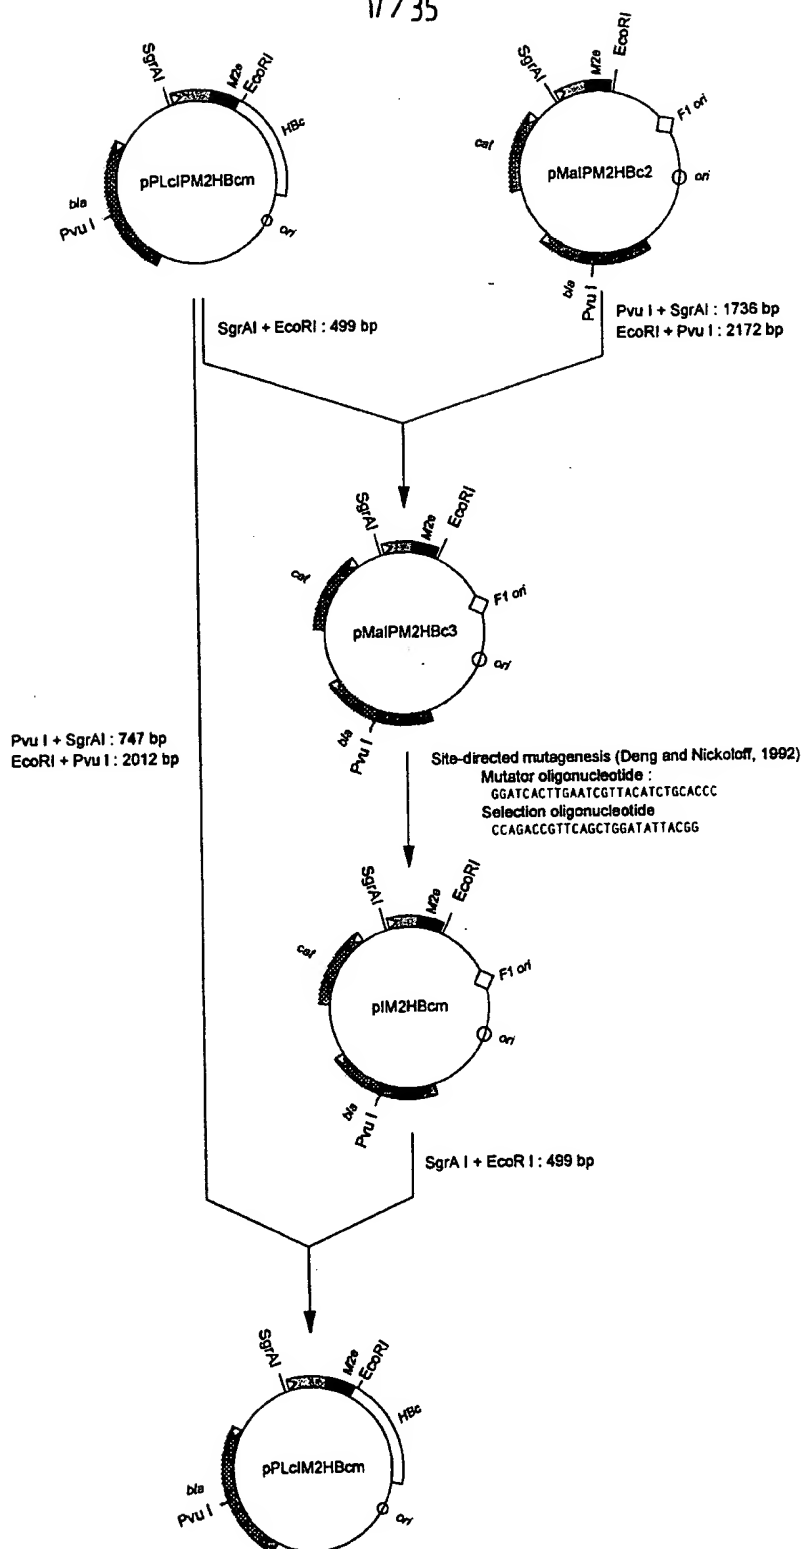 17/35
SgrAI
M2e
EcoRI
HBc
pPLcIPM2HBcm
bla
Pvu I
ori
SgrAI
M2e
EcoRI
cat
F1 ori
pMalPM2HBc2
ori
bla
Pvu I
SgrAI + EcoRI : 499 bp
Pvu I + SgrAI : 1736 bp
EcoRI + Pvu I : 2172 bp
SgrAI
M2e
EcoRI
cat
F1 ori
pMalPM2HBc3
ori
bla
Pvu I
Pvu I + SgrAI : 747 bp
EcoRI + Pvu I : 2012 bp
Site-directed mutagenesis (Deng and Nickoloff, 1992)
Mutator oligonucleotide :
GGATCACTTGAATCGTTACATCTGCACCC
Selection oligonucleotide
CCAGACCGTTCAGCTGGATATTACGG
SgrAI
M2e
EcoRI
cat
F1 ori
pIM2HBcm
ori
bla
Pvu I
SgrA I + EcoR I : 499 bp
SgrAI
M2e
EcoRI
HBc
pPLcIM2HBcm
bla
Pvu I
ori